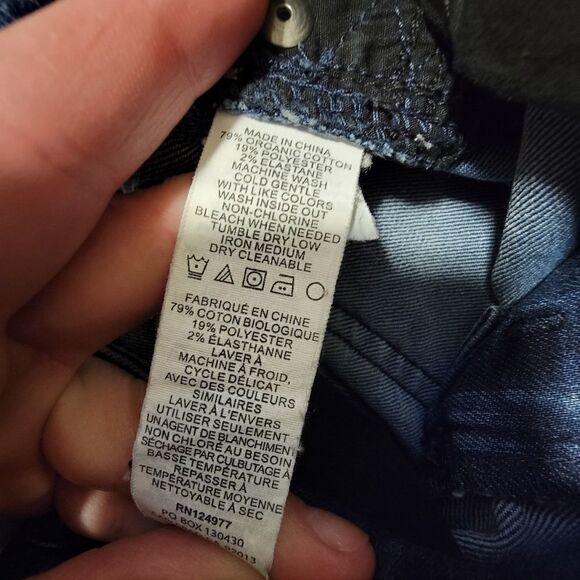 MADE IN CHINA
79% ORGANIC COTTON
19% POLYESTER
2% ELASTANE
MACHINE WASH
COLD GENTLE
WITH LIKE COLORS
WASH INSIDE OUT
NON-CHLORINE
BLEACH WHEN NEEDED
TUMBLE DRY LOW
IRON MEDIUM
DRY CLEANABLE
FABRIQUÉ EN CHINE
79% COTON BIOLOGIQUE
19% POLYESTER
2% ÉLASTHANNE
LAVER À
MACHINE À FROID,
CYCLE DÉLICAT
AVEC DES COULEURS
SIMILAIRES
LAVER À L'ENVERS
UTILISER SEULEMENT
UN AGENT DE BLANCHIMENT
NON CHLORÉ AU BESOIN
SÉCHAGE PAR CULBUTAGE À
BASSE TEMPÉRATURE
REPASSER À
TEMPÉRATURE MOYENNE
NETTOYABLE À SEC
RN124977
PO BOX 130430
92013